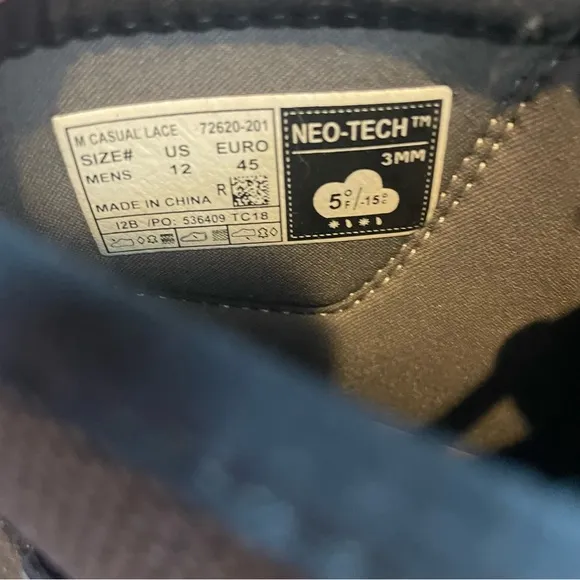 M CASUAL LACE 72620-201
SIZE# US EURO
MENS 12 45
MADE IN CHINA R
12B /PO: 536409 TC18
NEO-TECH™
3MM
5°F/-15°C